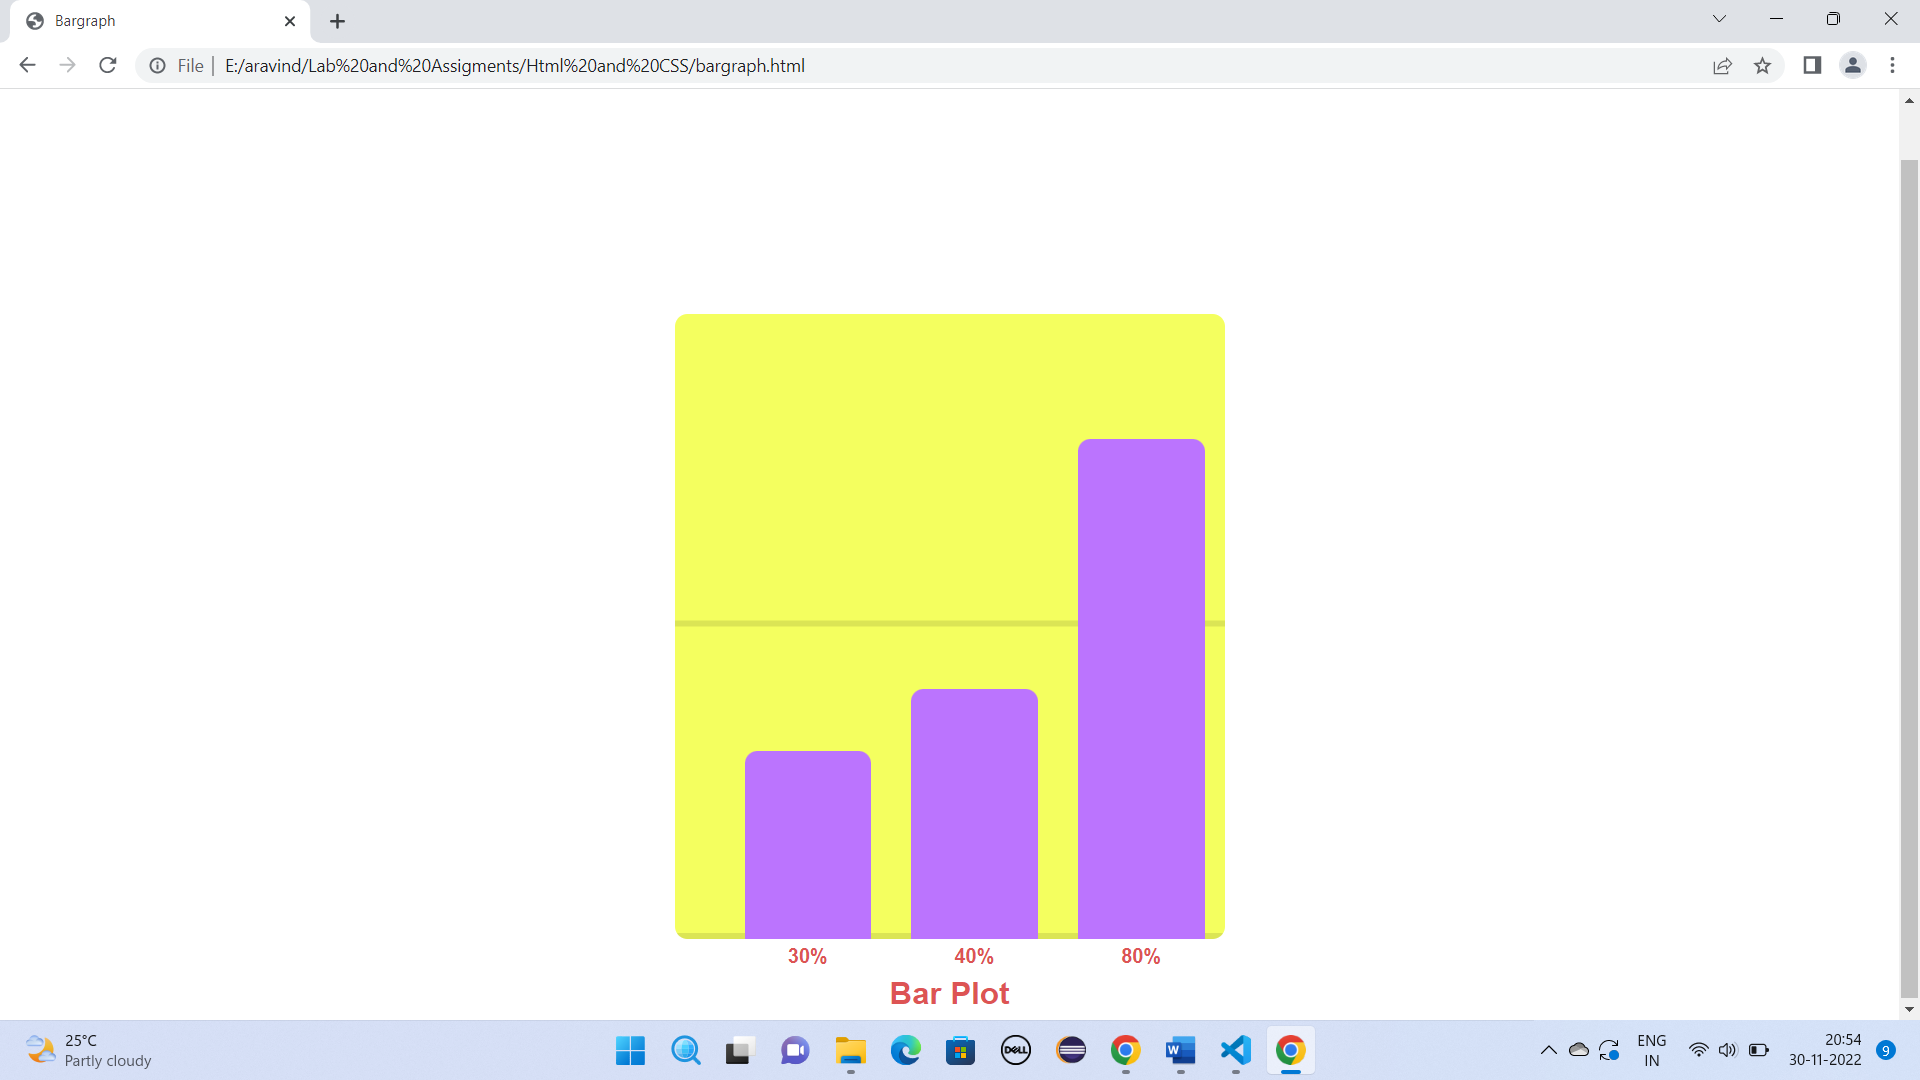 Bargraph
File | E:/aravind/Lab%20and%20Assigments/Html%20and%20CSS/bargraph.html
30% 40% 80%
Bar Plot
25°C
Partly cloudy
DELL
W
ENG
IN
20:54
30-11-2022
9